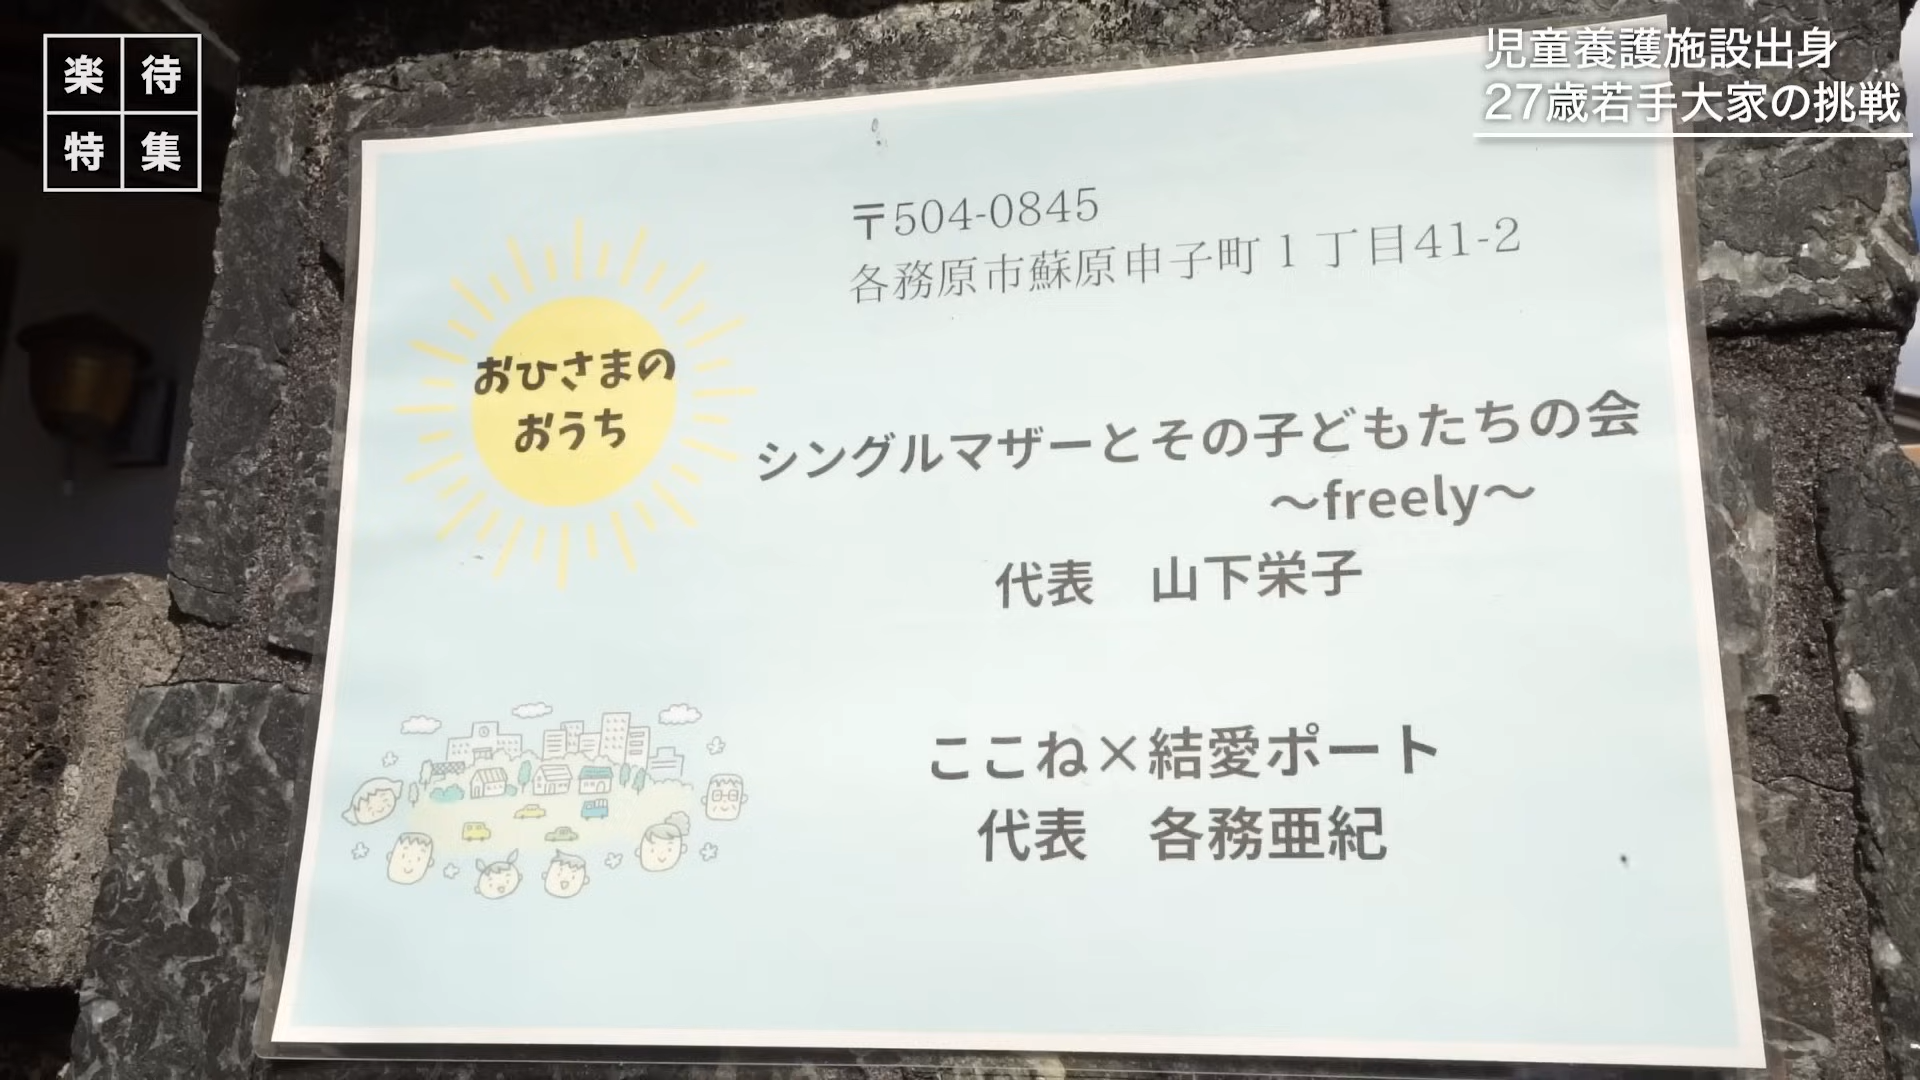 楽待
特集
児童養護施設出身
27歳若手大家の挑戦
〒504-0845
各務原市蘇原申子町1丁目41-2
おひさまの
おうち
シングルマザーとその子どもたちの会
～freely～
代表　山下栄子
ここね×結愛ポート
代表　各務亜紀